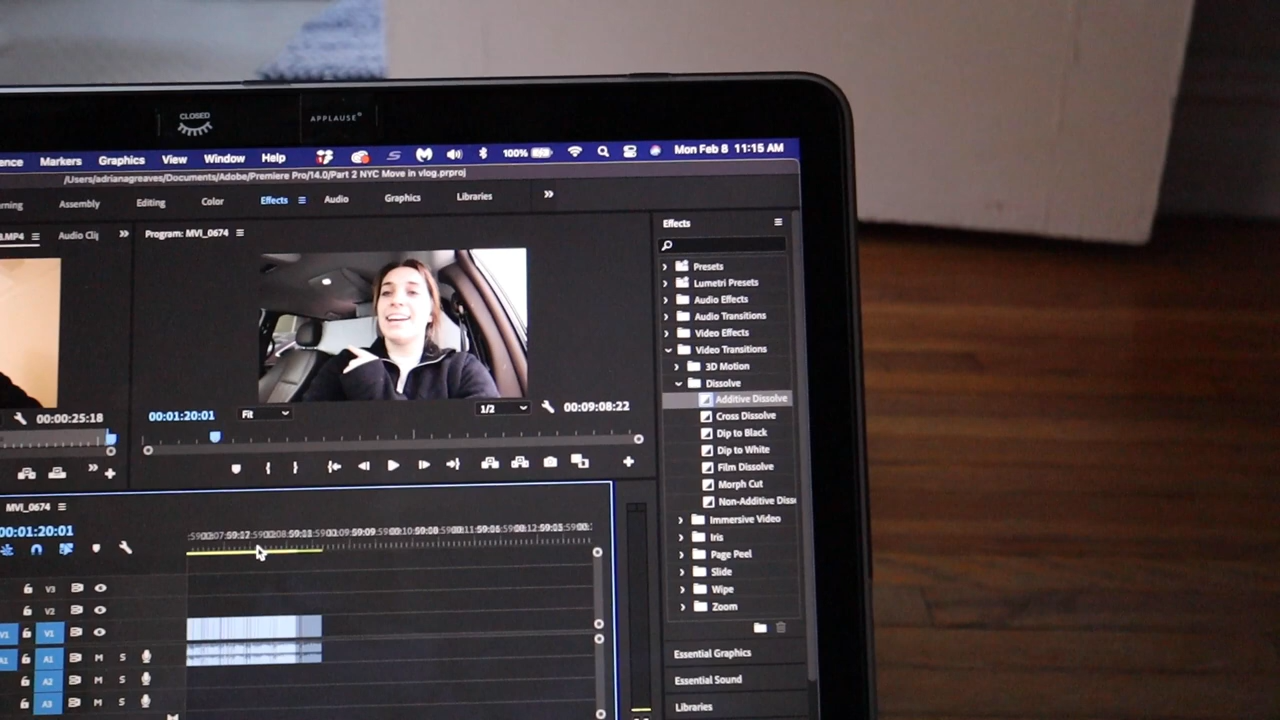 CLOSED
APPLAUSE
ence Markers Graphics View Window Help 100% Mon Feb 8 11:15 AM
/Users/adrianagreaves/Documents/Adobe/Premiere Pro/14.0/Part 2 NYC Move in vlog.prproj
rning Assembly Editing Color Effects Audio Graphics Libraries
.MP4 Audio Clip
Program: MVI_0674
Effects
Presets
Lumetri Presets
Audio Effects
Audio Transitions
Video Effects
Video Transitions
3D Motion
Dissolve
Additive Dissolve
Cross Dissolve
Dip to Black
Dip to White
Film Dissolve
Morph Cut
Non-Additive Diss
Immersive Video
Iris
Page Peel
Slide
Wipe
Zoom
Essential Graphics
Essential Sound
Libraries
00:00:25:18
00:01:20:01 Fit 1/2 00:09:08:22
MVI_0674
00:01:20:01
V3
V2
V1 V1
A1 A1 M S
A2 M S
A3 M S